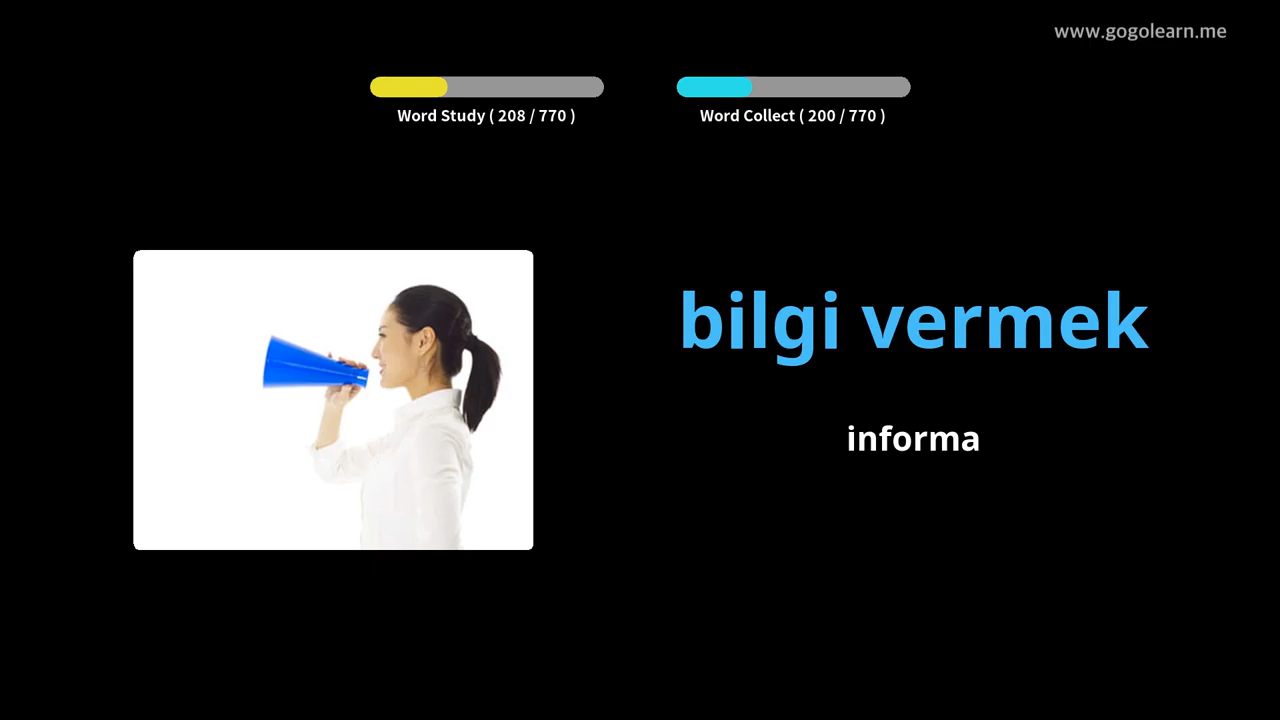 www.gogolearn.me
Word Study ( 208 / 770 )
Word Collect ( 200 / 770 )
bilgi vermek
informa